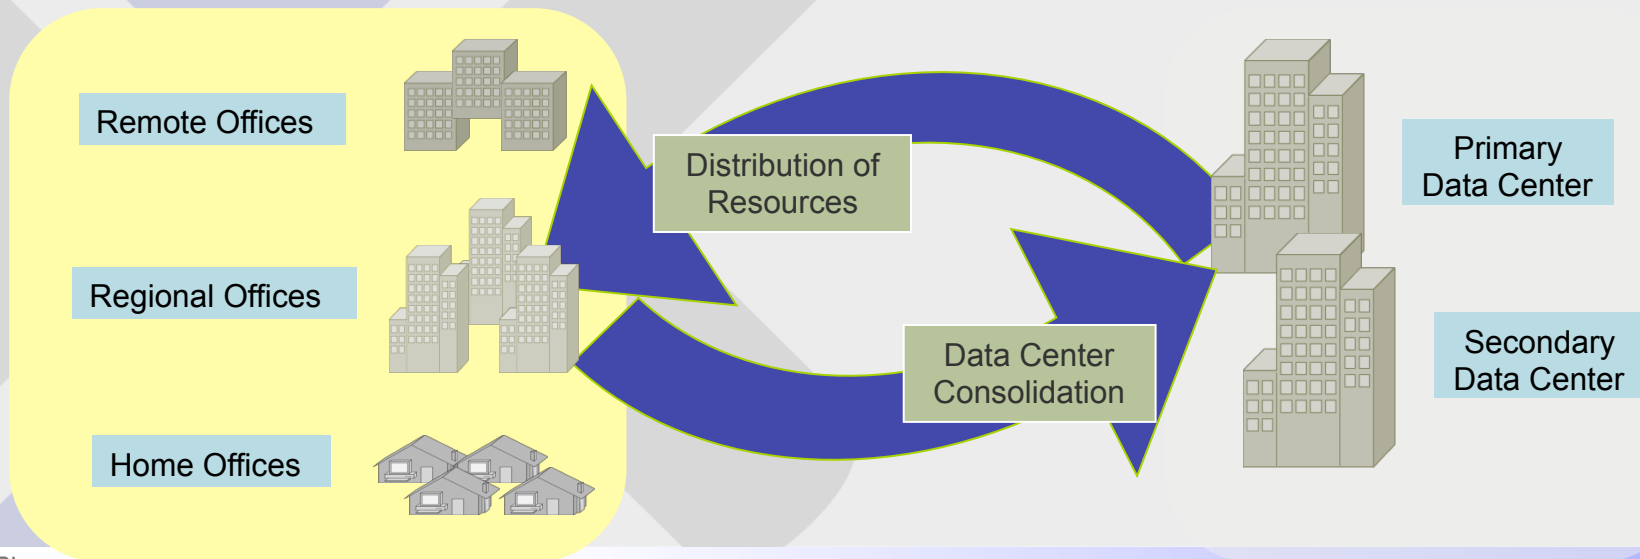 Remote Offices
Distribution of
Resources
Primary
Data Center
Regional Offices
Data Center
Consolidation
Secondary
Data Center
Home Offices